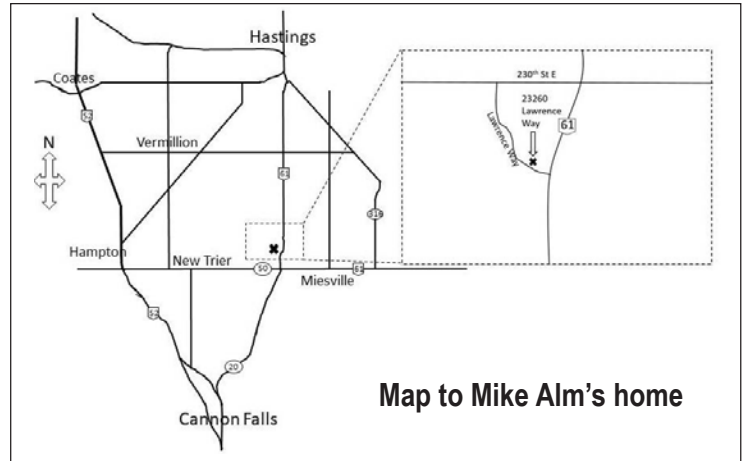 Hastings
Coates
52
230th St E
23260
Lawrence
Way
61
Lawrence Way
N
Vermillion
61
316
Hampton
New Trier
50
61
Miesville
52
20
Cannon Falls
Map to Mike Alm's home